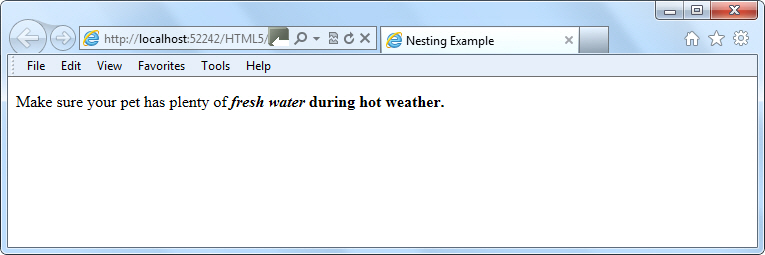 http://localhost:52242/HTML5/
Nesting Example
File Edit View Favorites Tools Help
Make sure your pet has plenty of fresh water during hot weather.